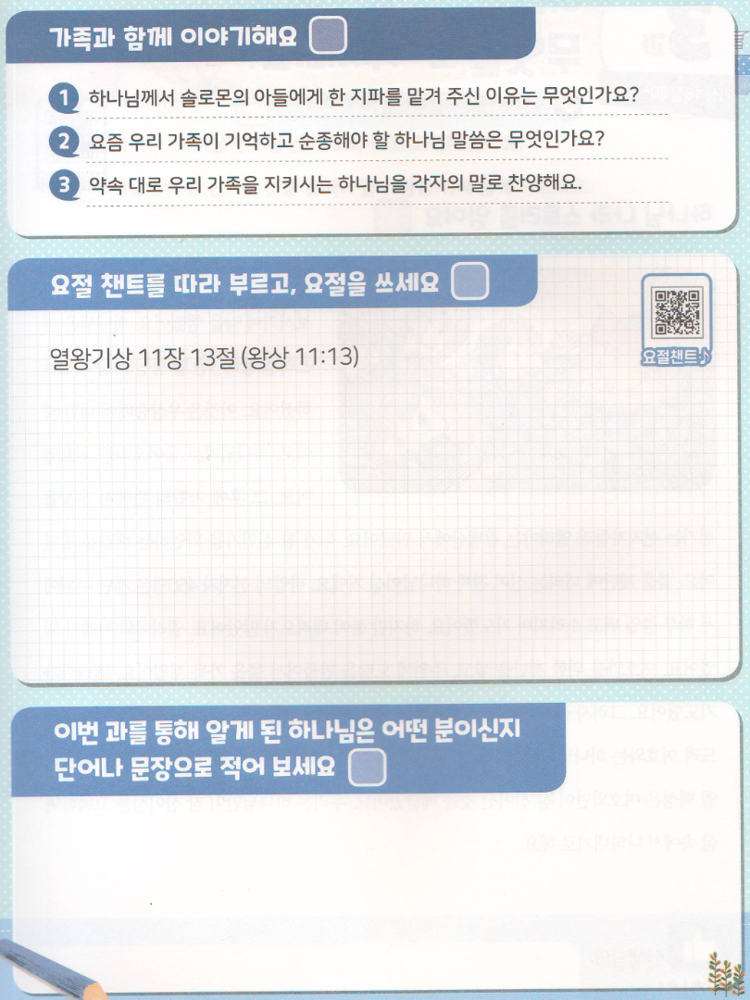 가족과 함께 이야기해요
1 하나님께서 솔로몬의 아들에게 한 지파를 맡겨 주신 이유는 무엇인가요?
2 요즘 우리 가족이 기억하고 순종해야 할 하나님 말씀은 무엇인가요?
3 약속 대로 우리 가족을 지키시는 하나님을 각자의 말로 찬양해요.
요절 챈트를 따라 부르고, 요절을 쓰세요
요절챈트♪
열왕기상 11장 13절 (왕상 11:13)
이번 과를 통해 알게 된 하나님은 어떤 분이신지
단어나 문장으로 적어 보세요